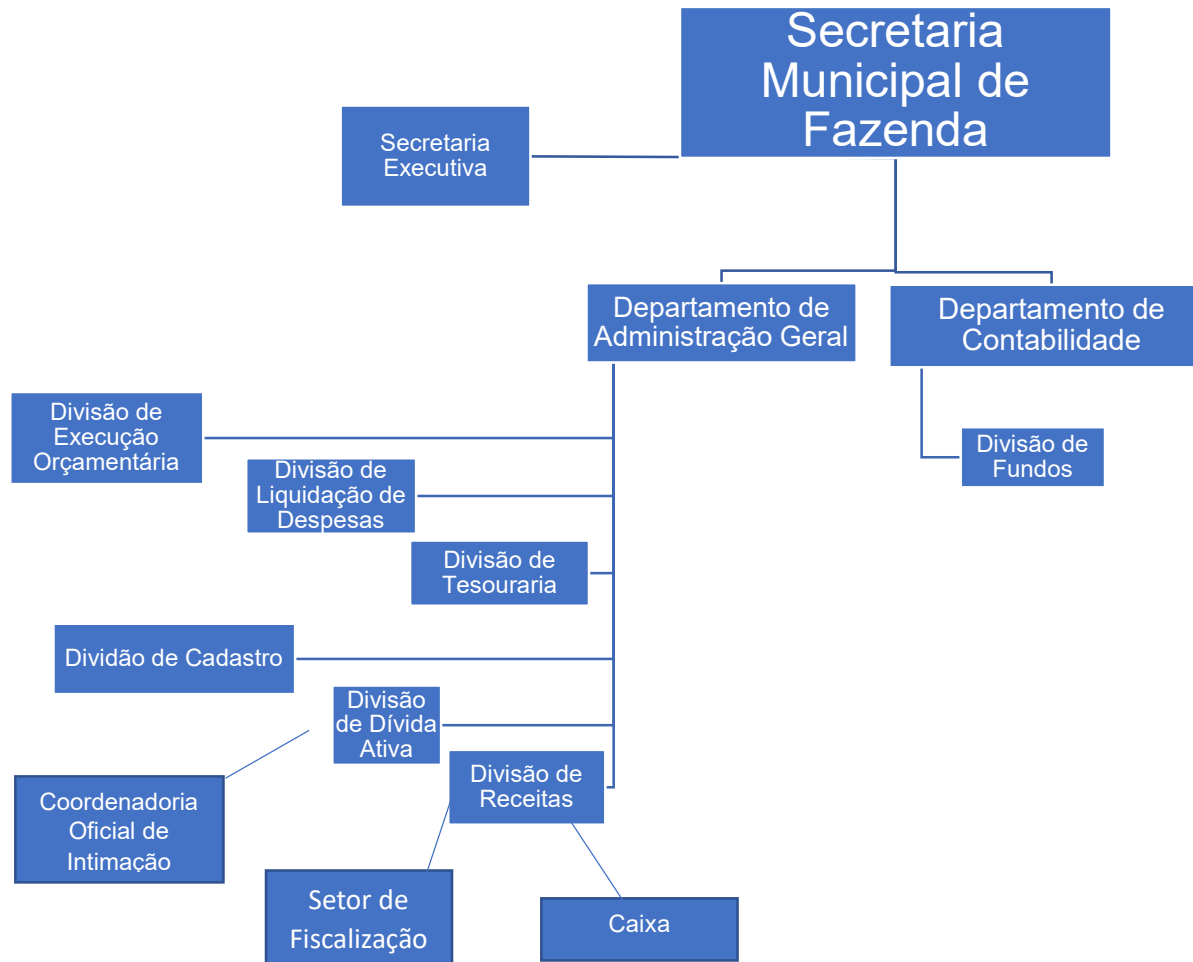 Secretaria
Municipal de
Fazenda
Secretaria
Executiva
Departamento de
Administração Geral
Departamento de
Contabilidade
Divisão de
Execução
Orçamentária
Divisão de
Fundos
Divisão de
Liquidação de
Despesas
Divisão de
Tesouraria
Dividão de Cadastro
Divisão
de Dívida
Ativa
Divisão de
Receitas
Coordenadoria
Oficial de
Intimação
Setor de
Fiscalização
Caixa